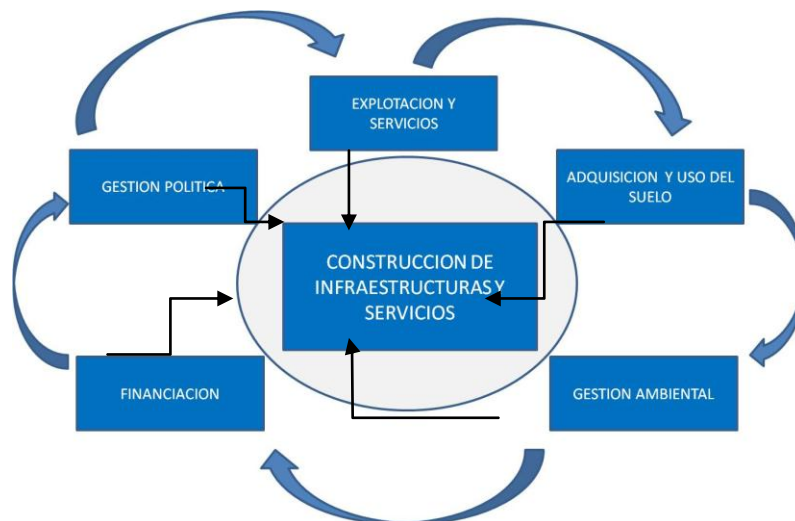 EXPLOTACION Y
SERVICIOS
GESTION POLITICA
ADQUISICION Y USO DEL
SUELO
CONSTRUCCION DE
INFRAESTRUCTURAS Y
SERVICIOS
FINANCIACION
GESTION AMBIENTAL